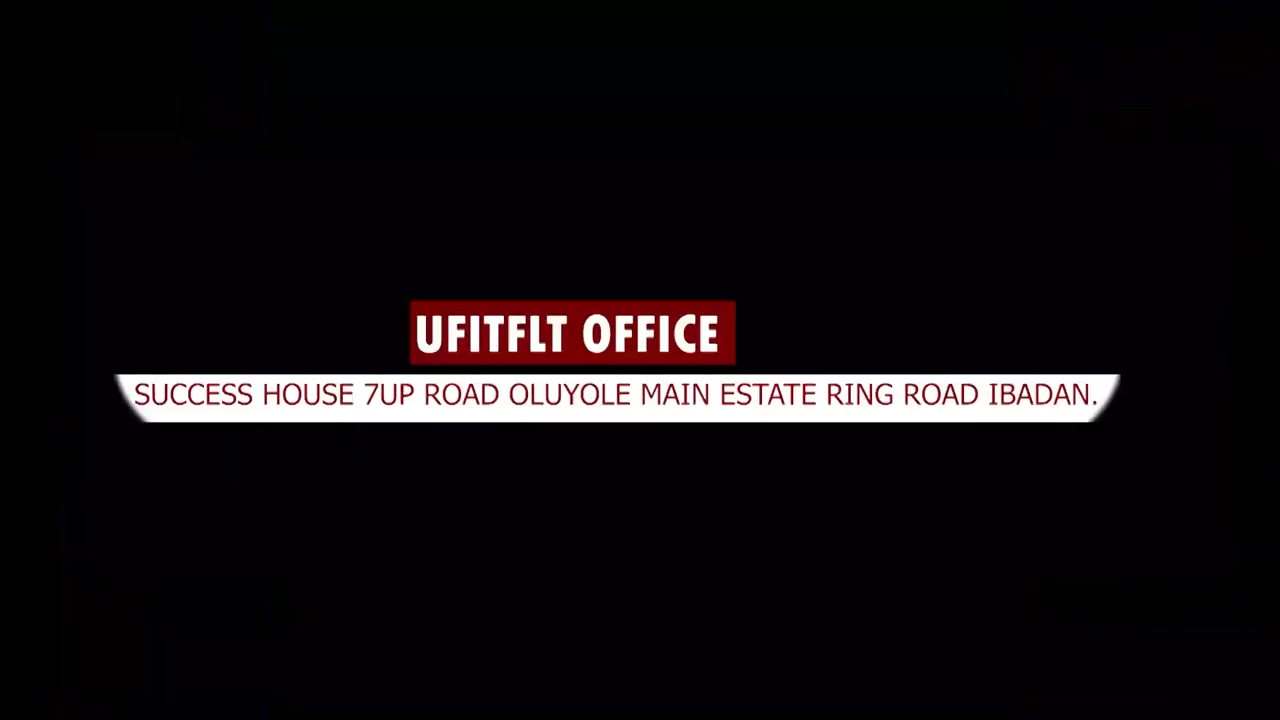 UFITFLT OFFICE
SUCCESS HOUSE 7UP ROAD OLUYOLE MAIN ESTATE RING ROAD IBADAN.